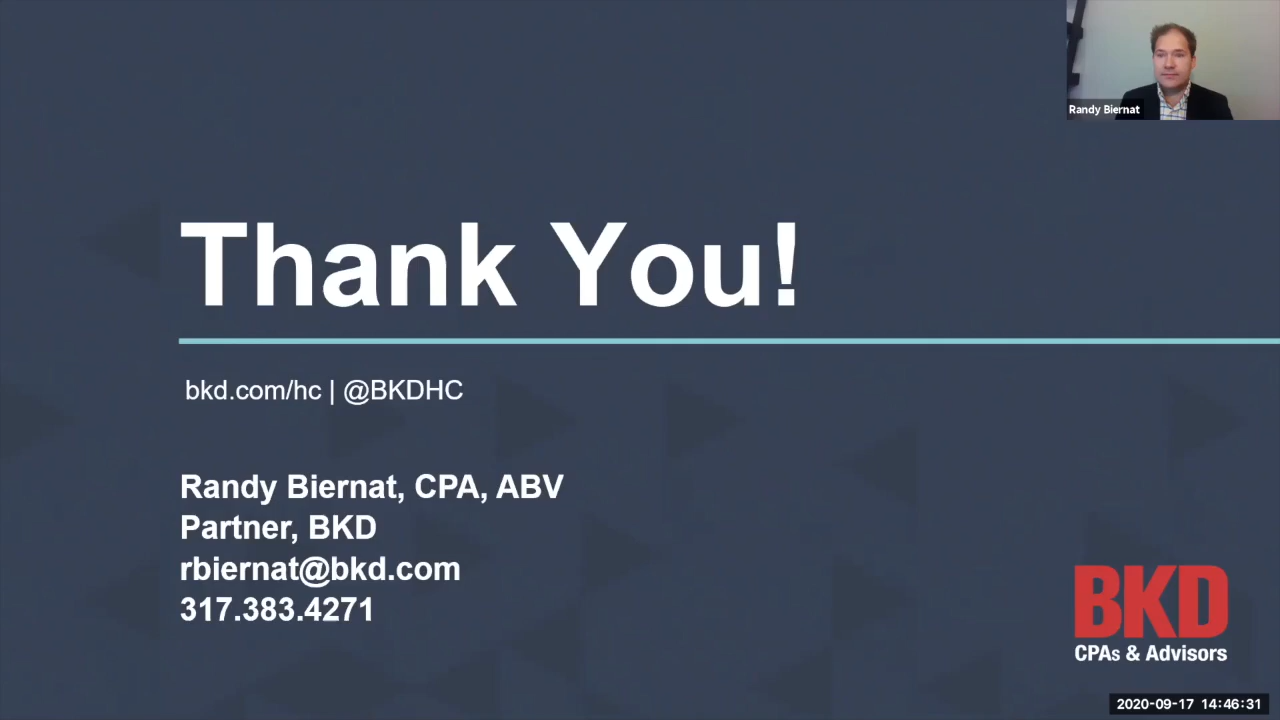 Randy Biernat
Thank You!
bkd.com/hc | @BKDHC
Randy Biernat, CPA, ABV
Partner, BKD
rbiernat@bkd.com
317.383.4271
BKD
CPAs & Advisors
2020-09-17 14:46:31